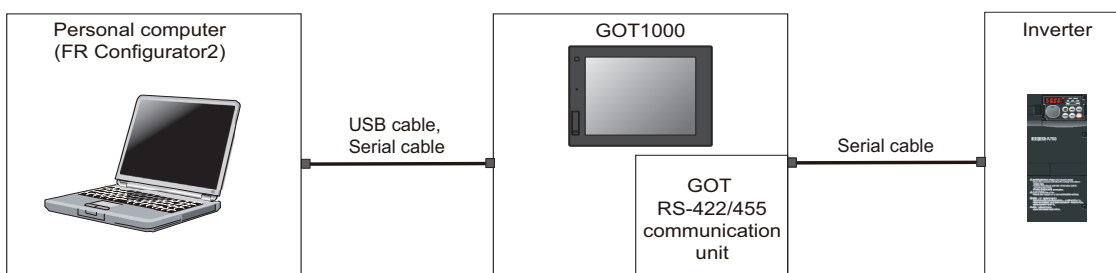 Personal computer
(FR Configurator2)
USB cable,
Serial cable
GOT1000
GOT
RS-422/455
communication
unit
Serial cable
Inverter